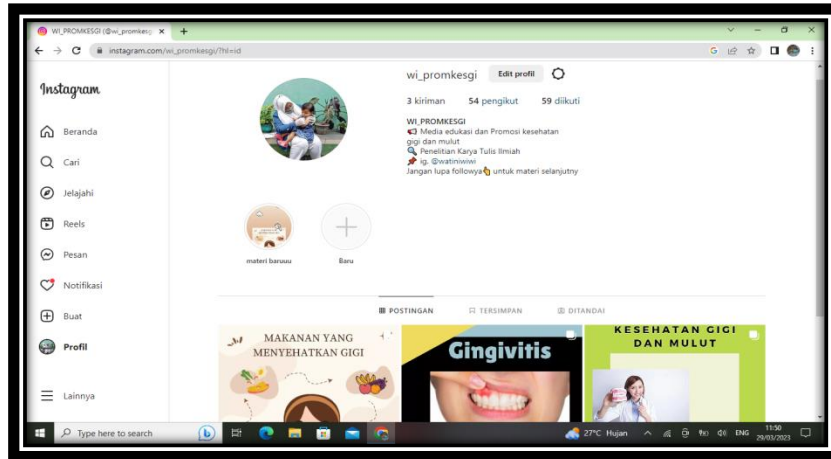 WI_PROMKESGI (@wi_promkesg
instagram.com/wi_promkesgi/?hl=id
Instagram
Beranda
Cari
Jelajahi
Reels
Pesan
Notifikasi
Buat
Profil
Lainnya
wi_promkesgi Edit profil
3 kiriman 54 pengikut 59 diikuti
WI_PROMKESGI
Media edukasi dan Promosi kesehatan
gigi dan mulut
Penelitian Karya Tulis Ilmiah
ig. @watiniwiwi
Jangan lupa followya untuk materi selanjutny
materi baruuu Baru
POSTINGAN TERSIMPAN DITANDAI
MAKANAN YANG
MENYEHATKAN GIGI
Gingivitis
KESEHATAN GIGI
DAN MULUT
Type here to search
27°C Hujan
ENG
11:50
29/03/2023